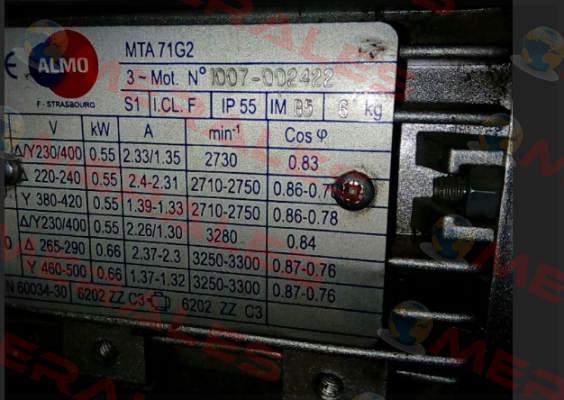 MTA 71G2
ALMO
3~Mot. N° 1007-002422
F - STRASBOURG
S1 I.CL. F IP 55 IM B5 6 kg
V kW A min-1 Cos φ
Δ/Y230/400 0.55 2.33/1.35 2730 0.83
220-240 0.55 2.4-2.31 2710-2750 0.86-0.7
Y 380-420 0.55 1.39-1.33 2710-2750 0.86-0.78
Δ/Y230/400 0.55 2.26/1.30 3280 0.84
Δ 265-290 0.66 2.37-2.3 3250-3300 0.87-0.76
Y 460-500 0.66 1.37-1.32 3250-3300 0.87-0.76
EN 60034-30 6202 ZZ C3 6202 ZZ C3
MERALES